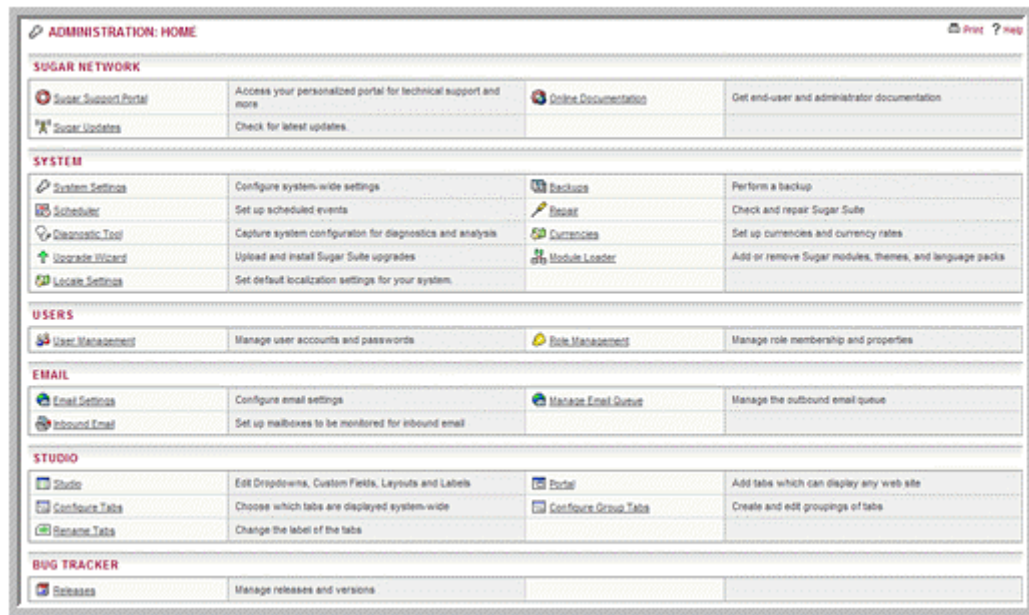 ADMINISTRATION: HOME Print ? Help
SUGAR NETWORK
Sugar Support Portal Access your personalized portal for technical support and more Online Documentation Get end-user and administrator documentation
Sugar Updates Check for latest updates.
SYSTEM
System Settings Configure system-wide settings Backups Perform a backup
Scheduler Set up scheduled events Repair Check and repair Sugar Suite
Diagnostic Tool Capture system configuraton for diagnostics and analysis Currencies Set up currencies and currency rates
Upgrade Wizard Upload and install Sugar Suite upgrades Module Loader Add or remove Sugar modules, themes, and language packs
Locale Settings Set default localization settings for your system.
USERS
User Management Manage user accounts and passwords Role Management Manage role membership and properties
EMAIL
Email Settings Configure email settings Manage Email Queue Manage the outbound email queue
Inbound Email Set up mailboxes to be monitored for inbound email
STUDIO
Studio Edit Dropdowns, Custom Fields, Layouts and Labels Portal Add tabs which can display any web site
Configure Tabs Choose which tabs are displayed system-wide Configure Group Tabs Create and edit groupings of tabs
Rename Tabs Change the label of the tabs
BUG TRACKER
Releases Manage releases and versions